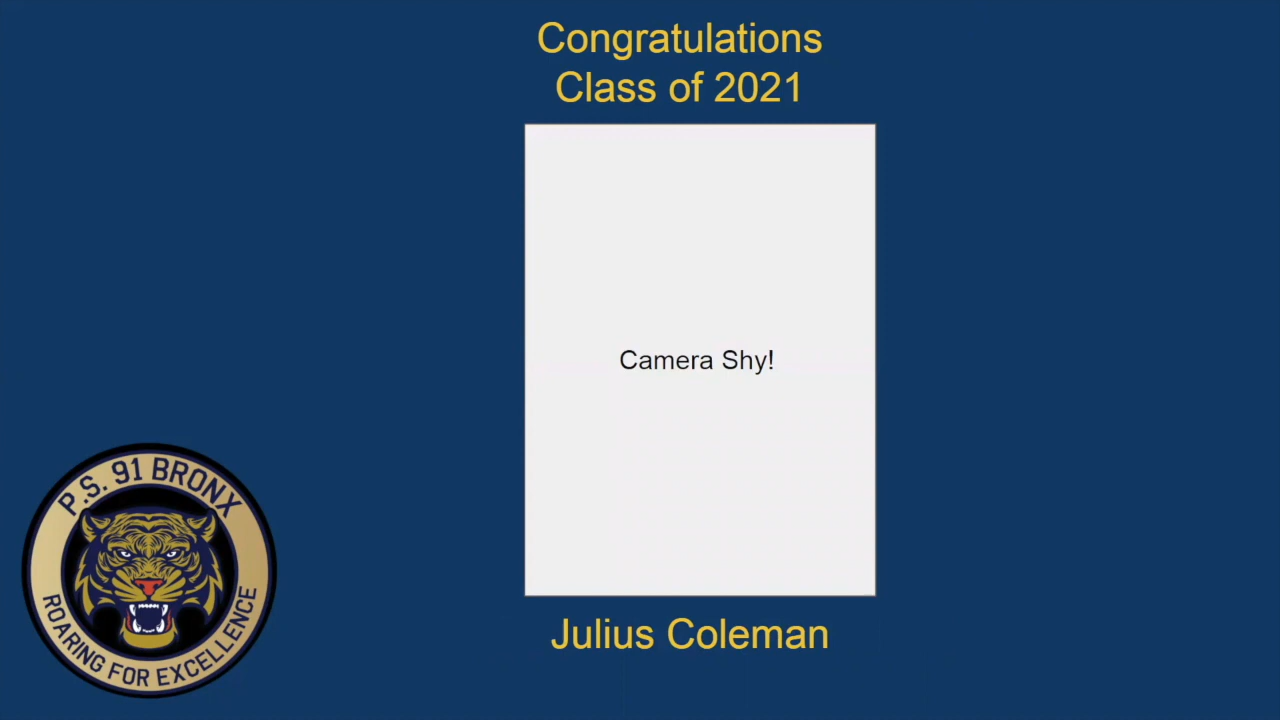 Congratulations
Class of 2021
Camera Shy!
P.S. 91 BRONX
ROARING FOR EXCELLENCE
Julius Coleman